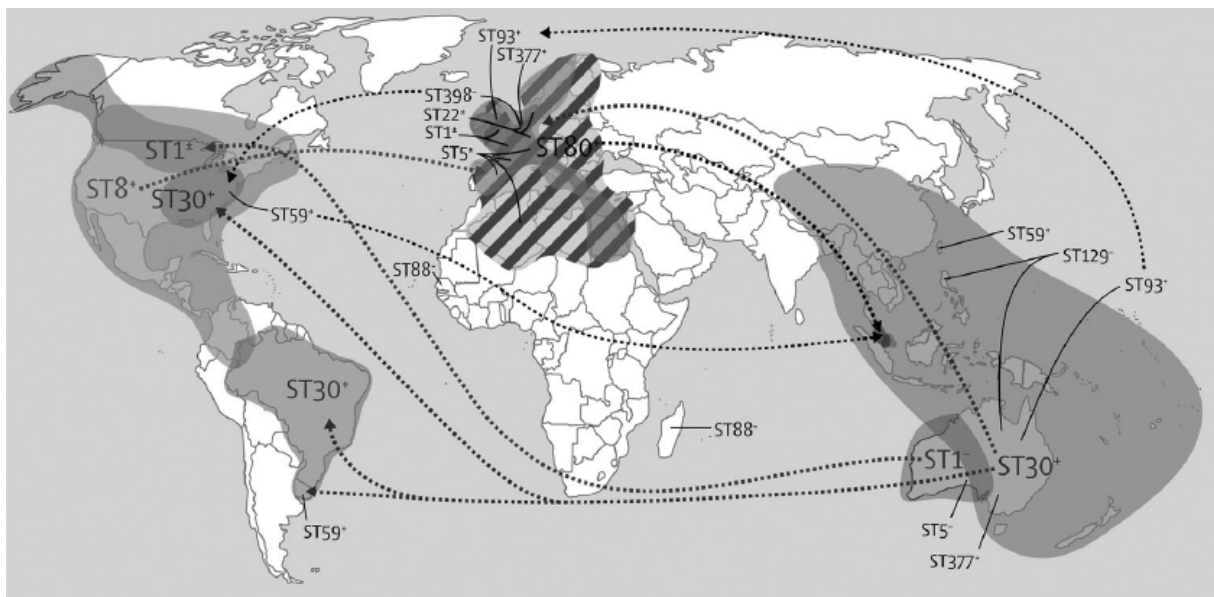 ST93⁺
ST377⁺
ST398⁻
ST22⁺
ST1±
ST5⁺
ST80⁺
ST1±
ST8⁺
ST30⁺
ST59
ST88⁻
ST59⁺
ST129⁻
ST93⁺
ST30⁺
ST88⁻
ST1⁻
ST30⁺
ST59⁺
ST5⁻
ST377⁺